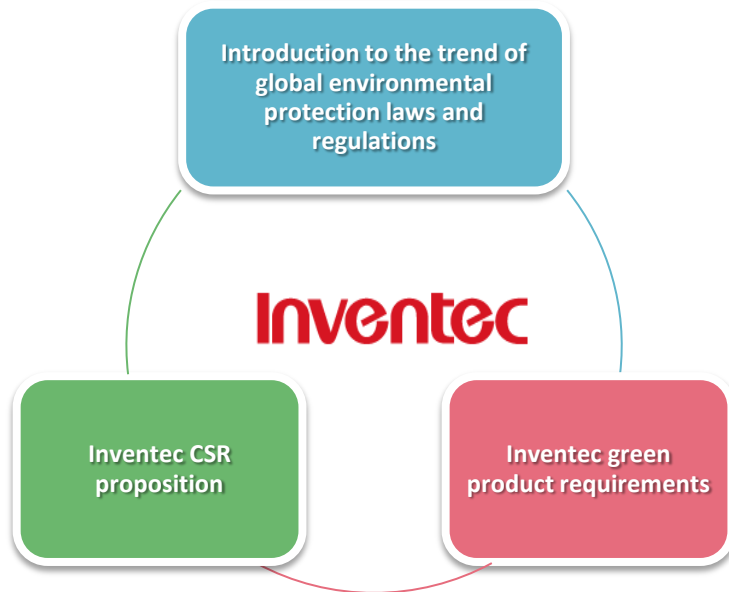 Introduction to the trend of
global environmental
protection laws and
regulations
Inventec
Inventec CSR
proposition
Inventec green
product requirements